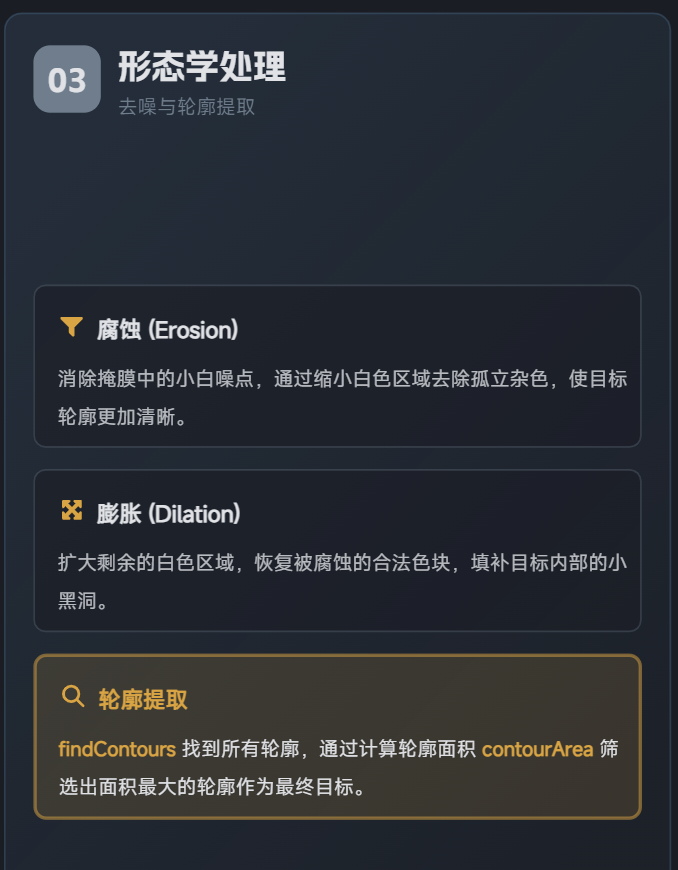 03
形态学处理
去噪与轮廓提取
腐蚀 (Erosion)
消除掩膜中的小白噪点，通过缩小白色区域去除孤立杂色，使目标
轮廓更加清晰。
膨胀 (Dilation)
扩大剩余的白色区域，恢复被腐蚀的合法色块，填补目标内部的小
黑洞。
轮廓提取
findContours 找到所有轮廓，通过计算轮廓面积 contourArea 筛
选出面积最大的轮廓作为最终目标。